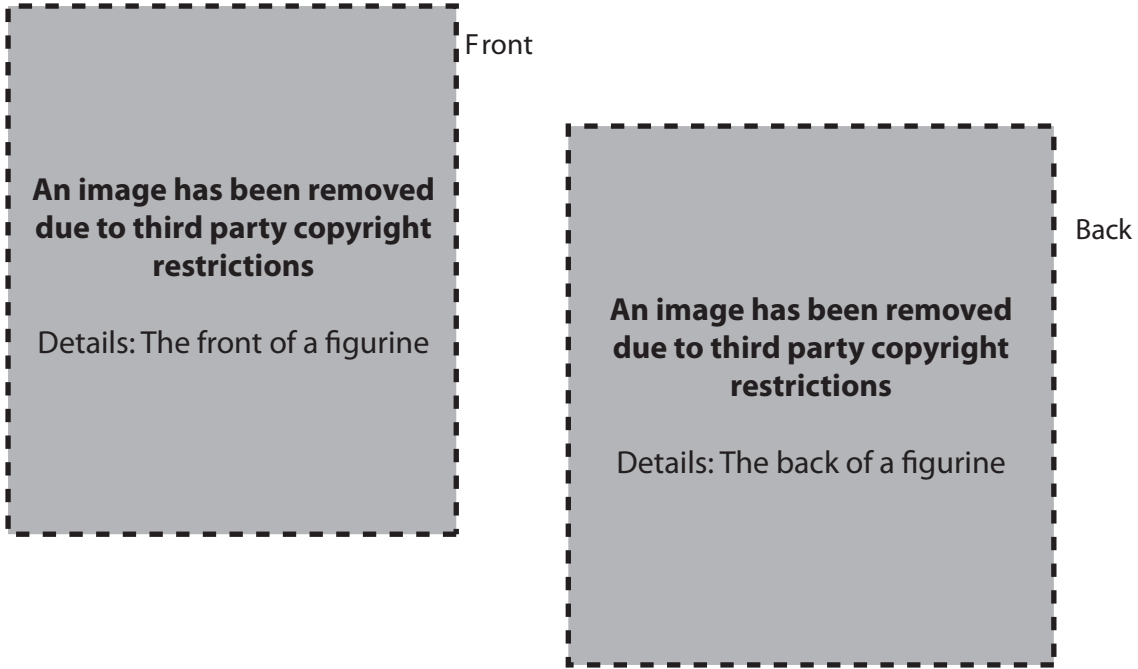 Front
An image has been removed
due to third party copyright
restrictions
Details: The front of a figurine
Back
An image has been removed
due to third party copyright
restrictions
Details: The back of a figurine